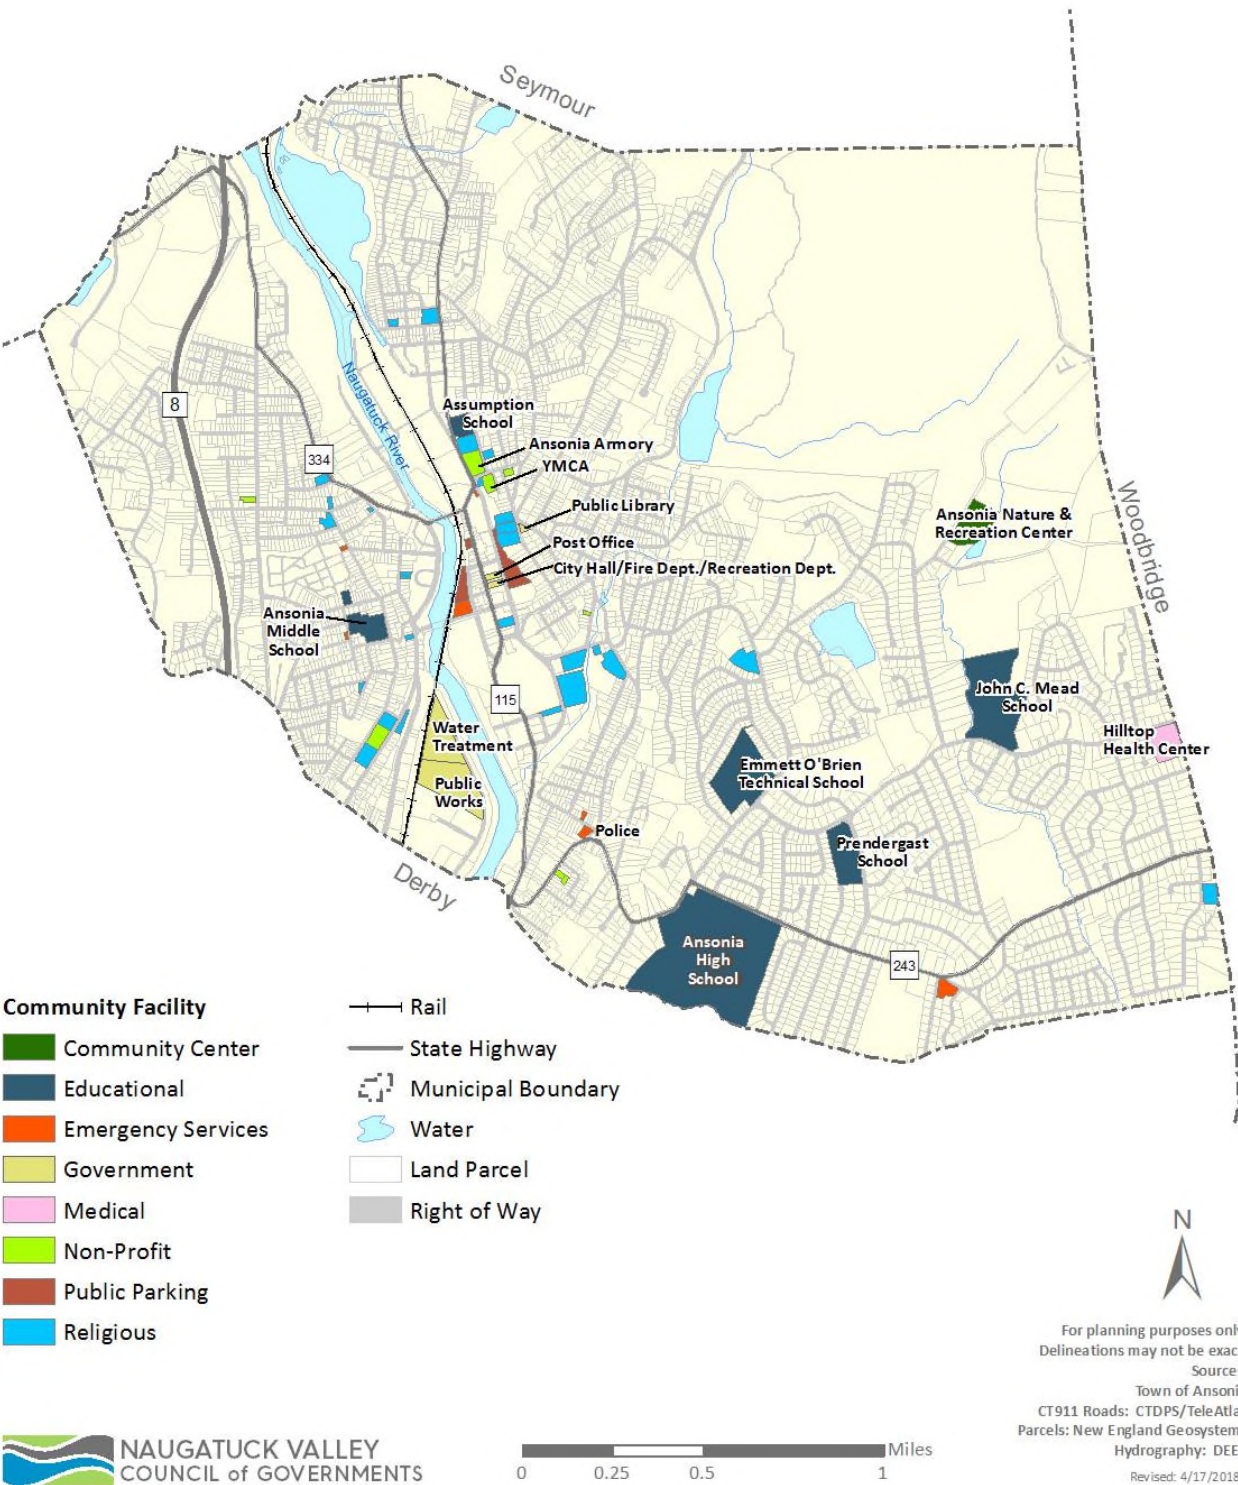 Seymour
8
334
Naugatuck River
Assumption
School
Ansonia Armory
YMCA
Public Library
Post Office
City Hall/Fire Dept./Recreation Dept.
Ansonia Nature &
Recreation Center
Woodbridge
Ansonia
Middle
School
115
Water
Treatment
Public
Works
John C. Mead
School
Hilltop
Health Center
Emmett O'Brien
Technical School
Police
Prendergast
School
Derby
Ansonia
High
School
243
Community Facility
Community Center
Educational
Emergency Services
Government
Medical
Non-Profit
Public Parking
Religious
Rail
State Highway
Municipal Boundary
Water
Land Parcel
Right of Way
N
For planning purposes onl
Delineations may not be exac
Source
Town of Ansoni
CT911 Roads: CTDPS/TeleAtla
Parcels: New England Geosystem
Hydrography: DEE
Revised: 4/17/2018
NAUGATUCK VALLEY
COUNCIL of GOVERNMENTS
Miles
0 0.25 0.5 1